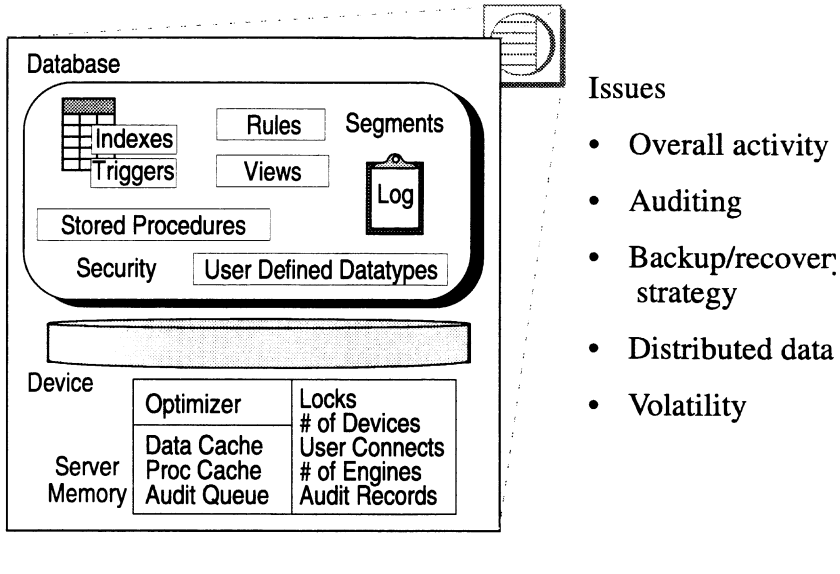 Database
Indexes
Triggers
Rules
Views
Segments
Log
Stored Procedures
Security
User Defined Datatypes
Device
Server
Memory
Optimizer
Data Cache
Proc Cache
Audit Queue
Locks
# of Devices
User Connects
# of Engines
Audit Records
Issues
• Overall activity
• Auditing
• Backup/recovery
strategy
• Distributed data
• Volatility